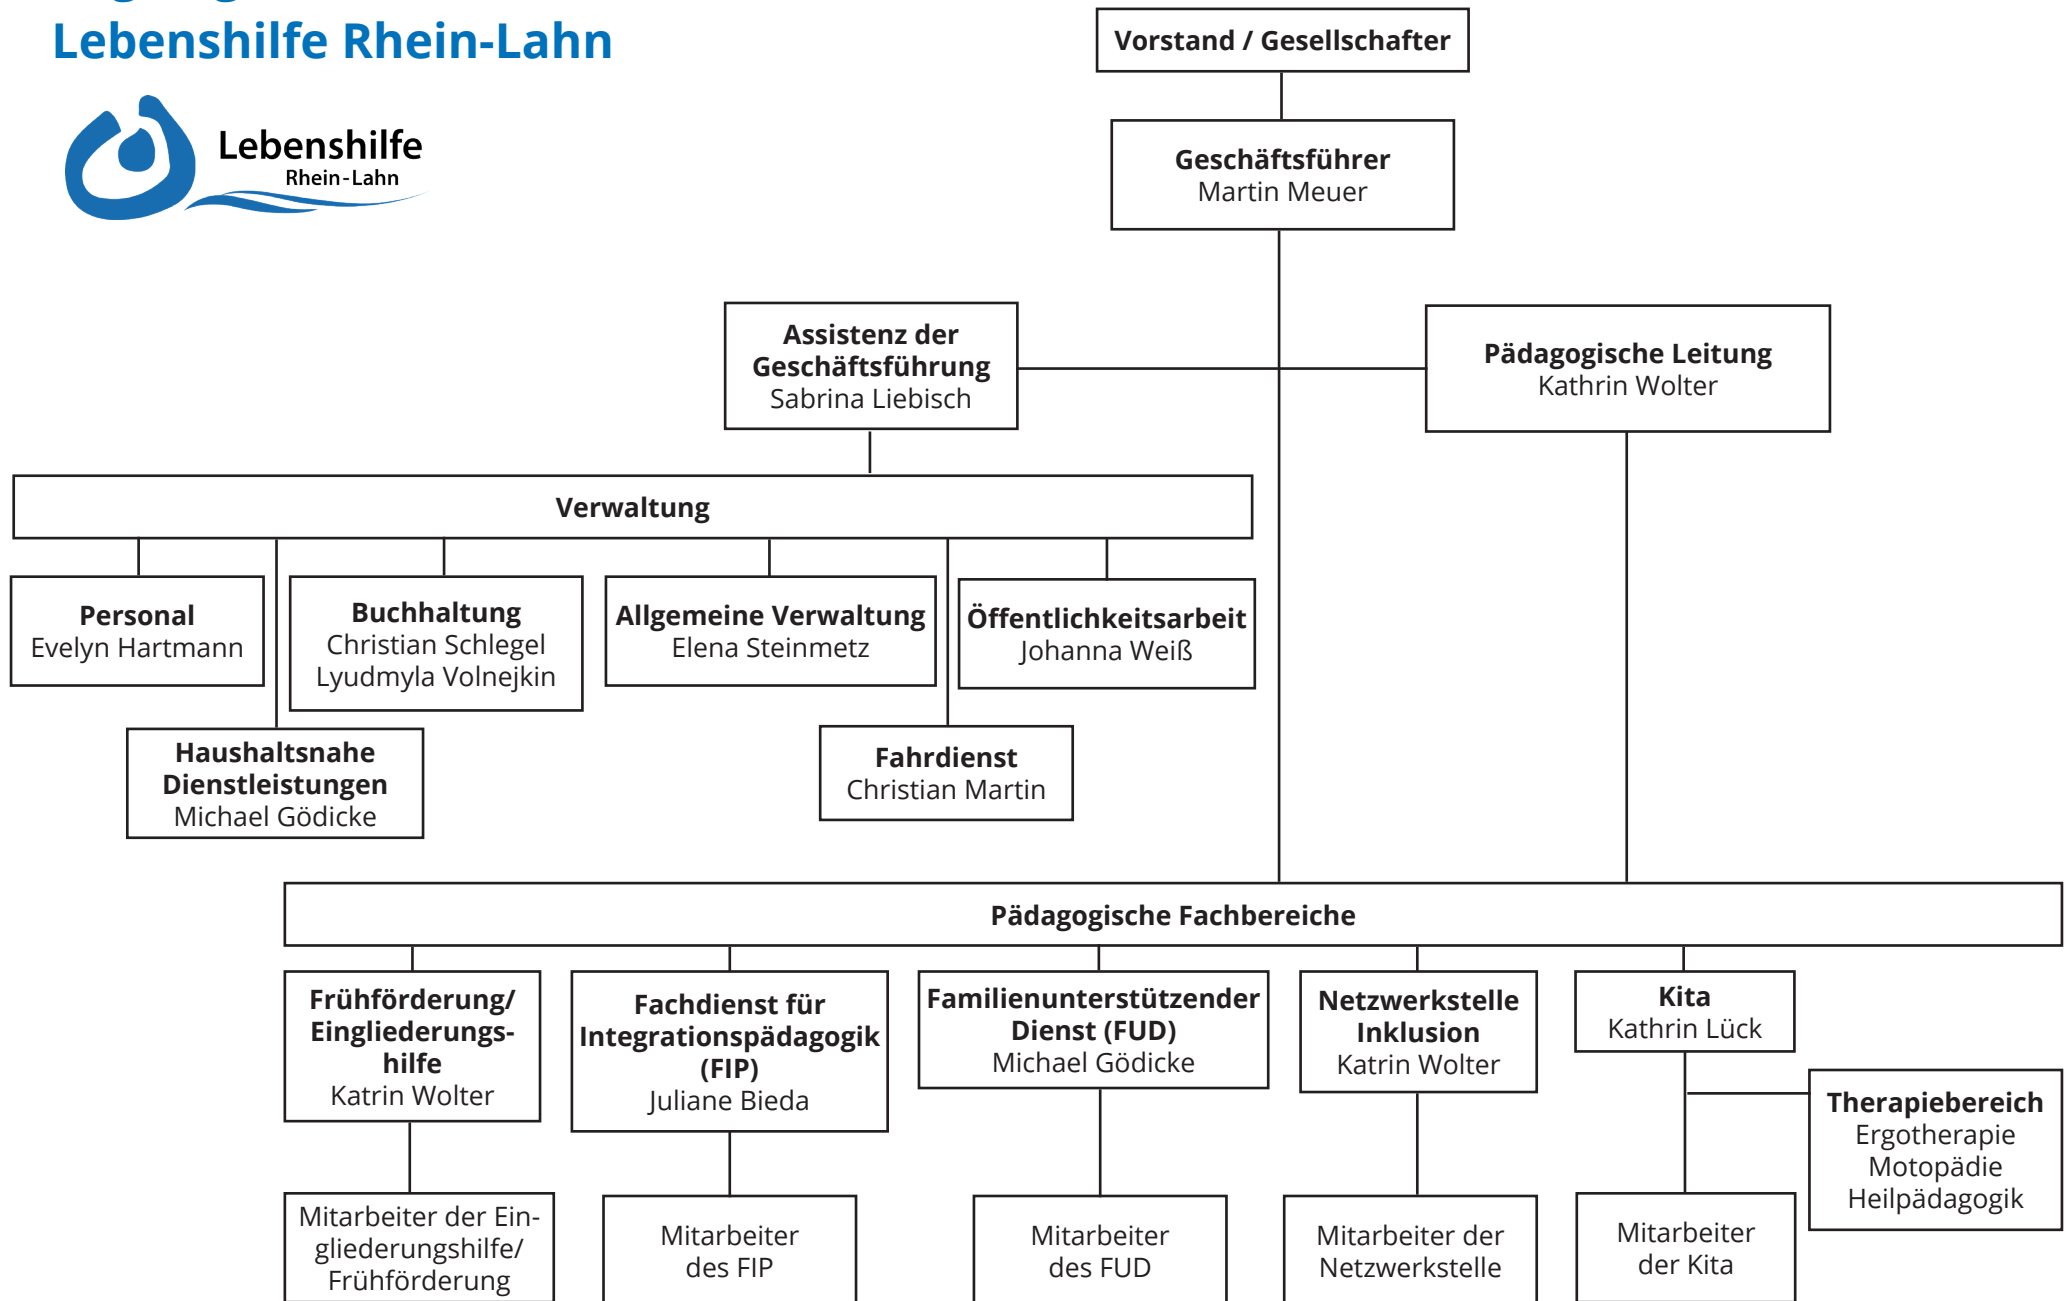 Lebenshilfe Rhein-Lahn
Lebenshilfe
Rhein-Lahn
Vorstand / Gesellschafter
Geschäftsführer
Martin Meuer
Assistenz der
Geschäftsführung
Sabrina Liebisch
Pädagogische Leitung
Kathrin Wolter
Verwaltung
Personal
Evelyn Hartmann
Buchhaltung
Christian Schlegel
Lyudmyla Volnejkin
Allgemeine Verwaltung
Elena Steinmetz
Öffentlichkeitsarbeit
Johanna Weiß
Haushaltsnahe
Dienstleistungen
Michael Gödicke
Fahrdienst
Christian Martin
Pädagogische Fachbereiche
Frühförderung/
Eingliederungs-
hilfe
Katrin Wolter
Fachdienst für
Integrationspädagogik
(FIP)
Juliane Bieda
Familienunterstützender
Dienst (FUD)
Michael Gödicke
Netzwerkstelle
Inklusion
Katrin Wolter
Kita
Kathrin Lück
Therapiebereich
Ergotherapie
Motopädie
Heilpädagogik
Mitarbeiter der Ein-
gliederungshilfe/
Frühförderung
Mitarbeiter
des FIP
Mitarbeiter
des FUD
Mitarbeiter der
Netzwerkstelle
Mitarbeiter
der Kita